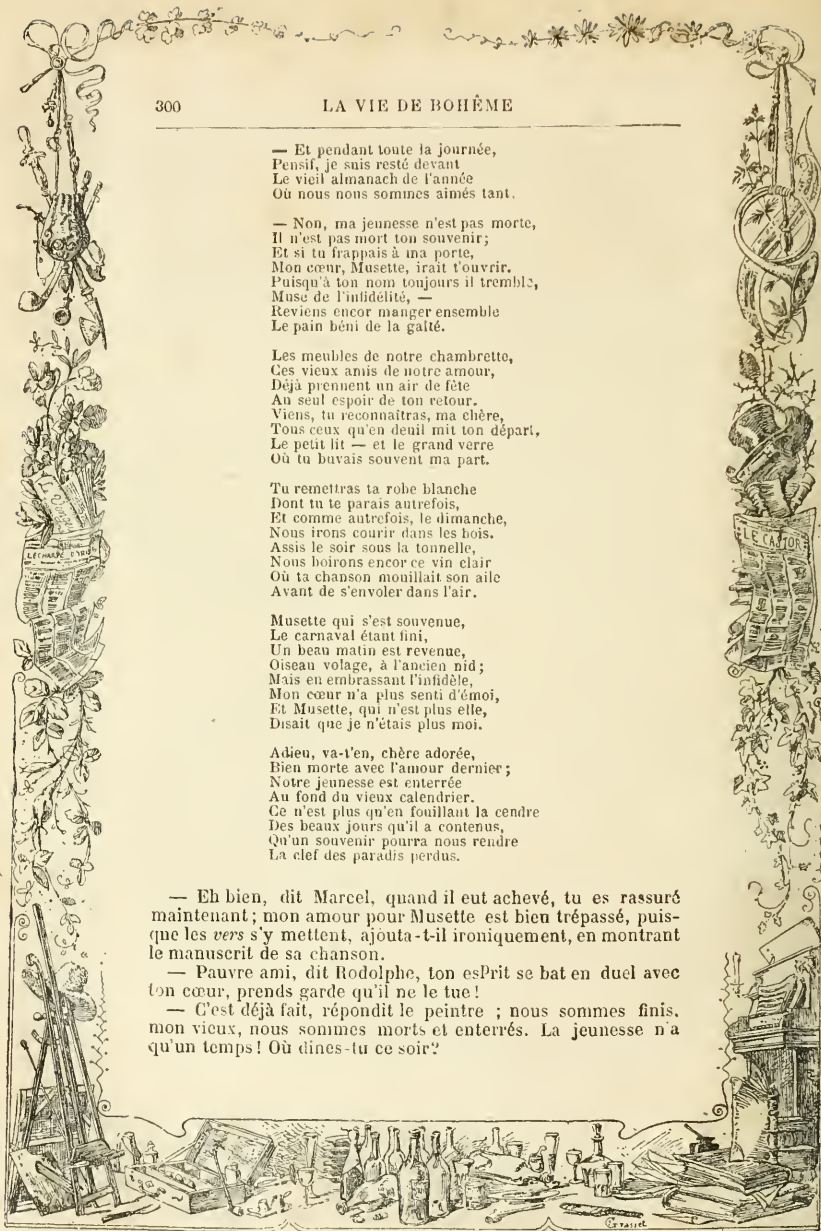 300
LA VIE DE BOHÊME
— Et pendant toute la journée,
Pensif, je suis resté devant
Le vieil almanach de l'année
Où nous nous sommes aimés tant.
— Non, ma jeunesse n'est pas morte,
Il n'est pas mort ton souvenir;
Et si tu frappais à ma porte,
Mon cœur, Musette, irait t'ouvrir.
Puisqu'à ton nom toujours il tremble,
Muse de l'infidélité, —
Reviens encor manger ensemble
Le pain béni de la gaîté.
Les meubles de notre chambrette,
Ces vieux amis de notre amour,
Déjà prennent un air de fête
Au seul espoir de ton retour.
Viens, tu reconnaîtras, ma chère,
Tous ceux qu'en deuil mit ton départ,
Le petit lit — et le grand verre
Où tu buvais souvent ma part.
Tu remettras ta robe blanche
Dont tu te parais autrefois,
Et comme autrefois, le dimanche,
Nous irons courir dans les bois.
Assis le soir sous la tonnelle,
Nous boirons encor ce vin clair
Où ta chanson mouillait son aile
Avant de s'envoler dans l'air.
Musette qui s'est souvenue,
Le carnaval étant fini,
Un beau matin est revenue,
Oiseau volage, à l'ancien nid;
Mais en embrassant l'infidèle,
Mon cœur n'a plus senti d'émoi,
Et Musette, qui n'est plus elle,
Disait que je n'étais plus moi.
Adieu, va-t'en, chère adorée,
Bien morte avec l'amour dernier;
Notre jeunesse est enterrée
Au fond du vieux calendrier.
Ce n'est plus qu'en fouillant la cendre
Des beaux jours qu'il a contenus,
Qu'un souvenir pourra nous rendre
La clef des paradis perdus.
— Eh bien, dit Marcel, quand il eut achevé, tu es rassuré
maintenant; mon amour pour Musette est bien trépassé, puis-
que les vers s'y mettent, ajouta-t-il ironiquement, en montrant
le manuscrit de sa chanson.
— Pauvre ami, dit Rodolphe, ton esPrit se bat en duel avec
ton cœur, prends garde qu'il ne le tue!
— C'est déjà fait, répondit le peintre ; nous sommes finis.
mon vieux, nous sommes morts et enterrés. La jeunesse n'a
qu'un temps! Où dines-tu ce soir?
LECHARPE D'IRIS
LE CASTOR
Grasset